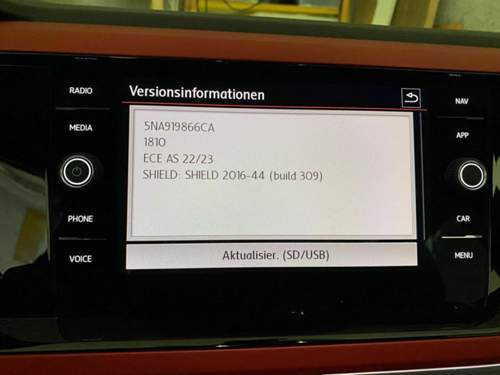 RADIO
MEDIA
PHONE
VOICE
Versionsinformationen
5NA919866CA
1810
ECE AS 22/23
SHIELD: SHIELD 2016-44 (build 309)
Aktualisier. (SD/USB)
NAV
APP
CAR
MENU